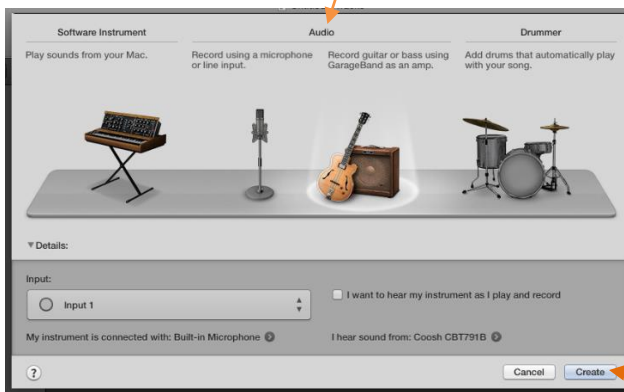 Software Instrument
Audio
Drummer
Play sounds from your Mac.
Record using a microphone
or line input.
Record guitar or bass using
GarageBand as an amp.
Add drums that automatically play
with your song.
Details:
Input:
Input 1
I want to hear my instrument as I play and record
My instrument is connected with: Built-in Microphone
I hear sound from: Coosh CBT791B
?
Cancel
Create